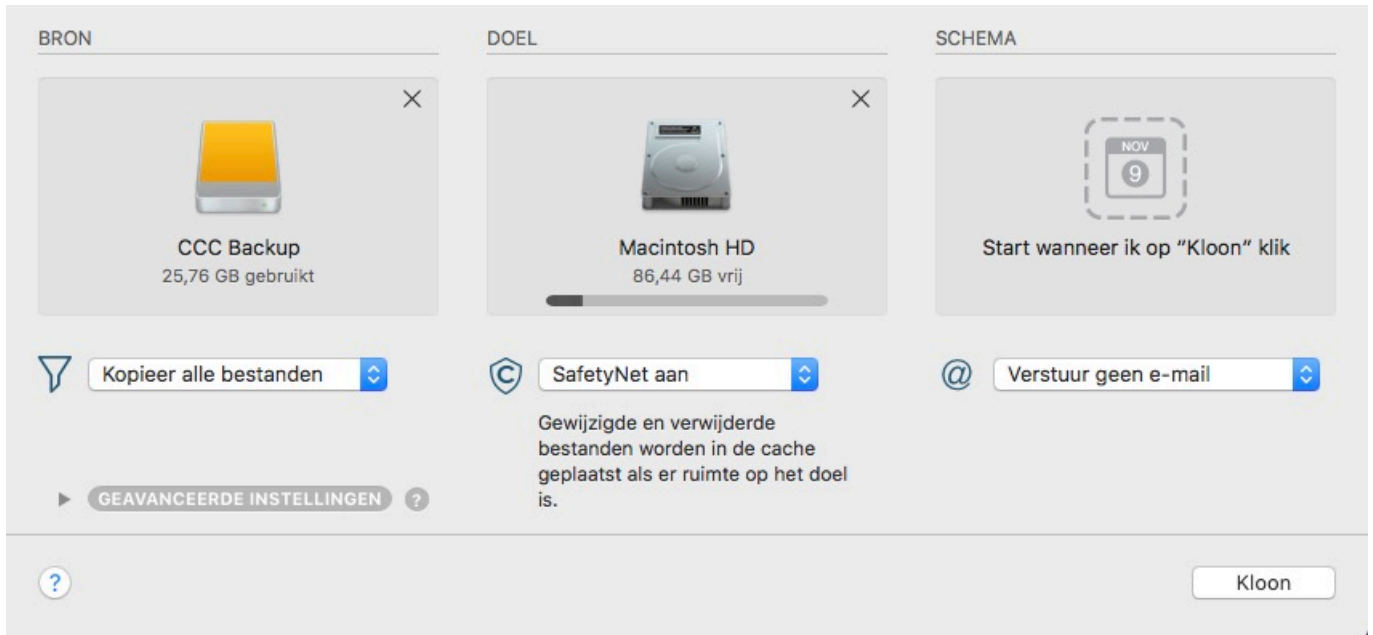 BRON
DOEL
SCHEMA
CCC Backup
25,76 GB gebruikt
Macintosh HD
86,44 GB vrij
NOV
9
Start wanneer ik op “Kloon” klik
Kopieer alle bestanden
SafetyNet aan
@ Verstuur geen e-mail
Gewijzigde en verwijderde
bestanden worden in de cache
geplaatst als er ruimte op het doel
is.
GEAVANCEERDE INSTELLINGEN ?
? Kloon